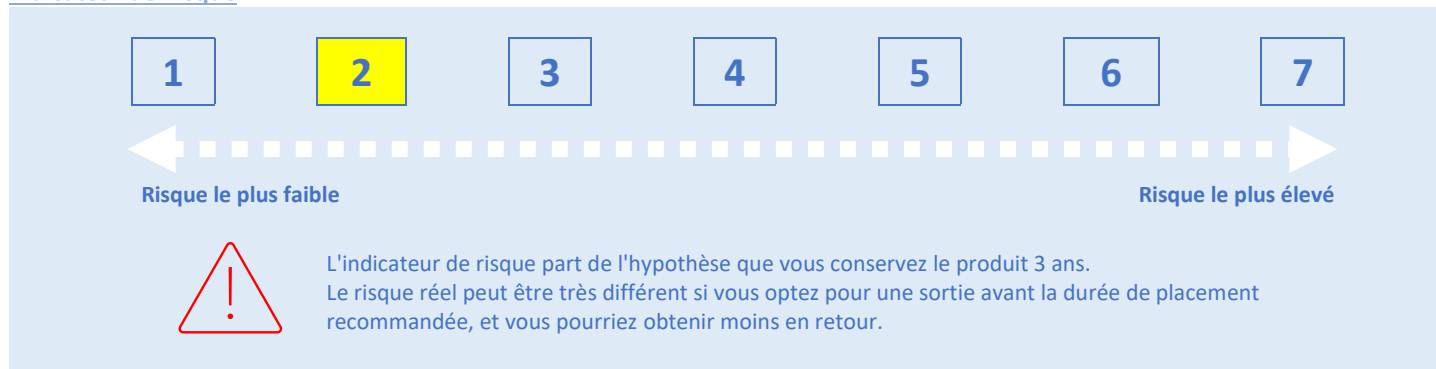 1 2 3 4 5 6 7
Risque le plus faible Risque le plus élevé
L'indicateur de risque part de l'hypothèse que vous conservez le produit 3 ans.
Le risque réel peut être très différent si vous optez pour une sortie avant la durée de placement
recommandée, et vous pourriez obtenir moins en retour.